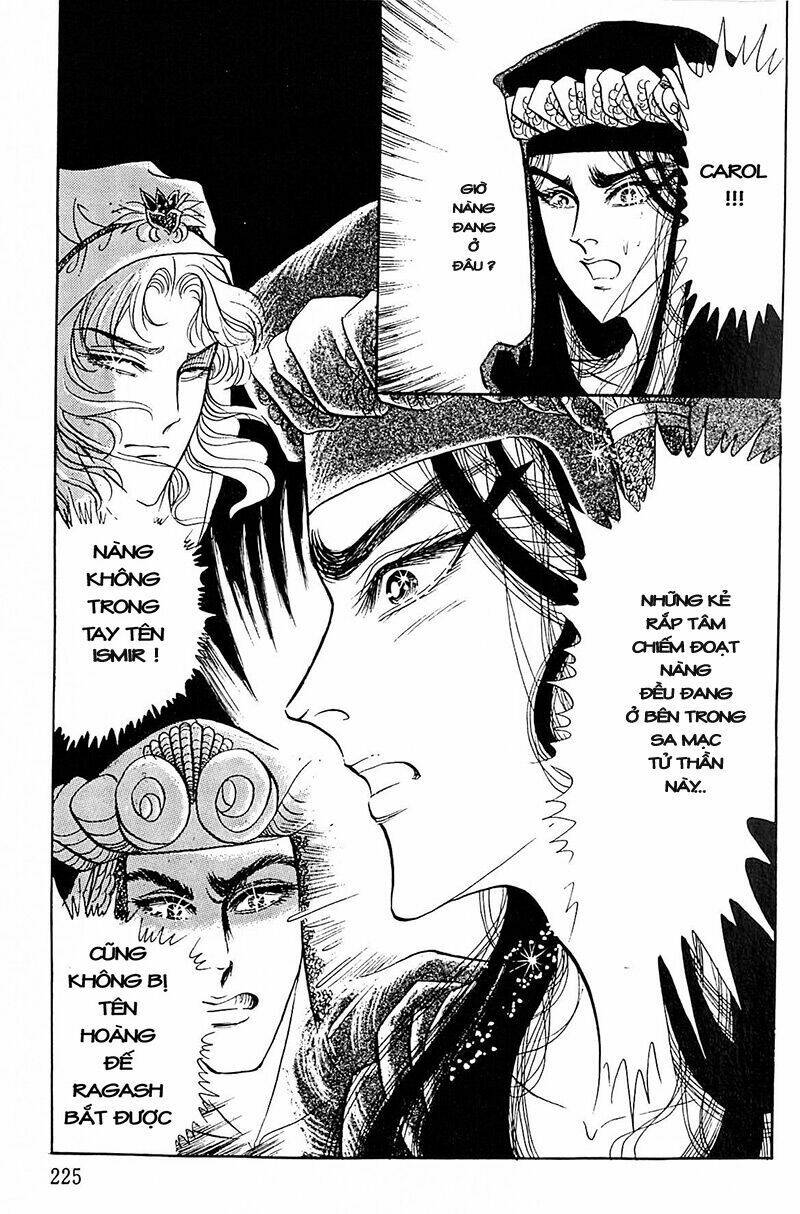 CAROL
!!!
GIỜ
NÀNG
ĐANG
Ở
ĐÂU ?
NÀNG
KHÔNG
TRONG
TAY TÊN
ISMIR !
NHỮNG KẺ
RẮP TÂM
CHIẾM ĐOẠT
NÀNG
ĐỀU ĐANG
Ở BÊN TRONG
SA MẠC
TỬ THẦN
NÀY..
CŨNG
KHÔNG BỊ
TÊN
HOÀNG
ĐẾ
RAGASH
BẮT ĐƯỢC
225